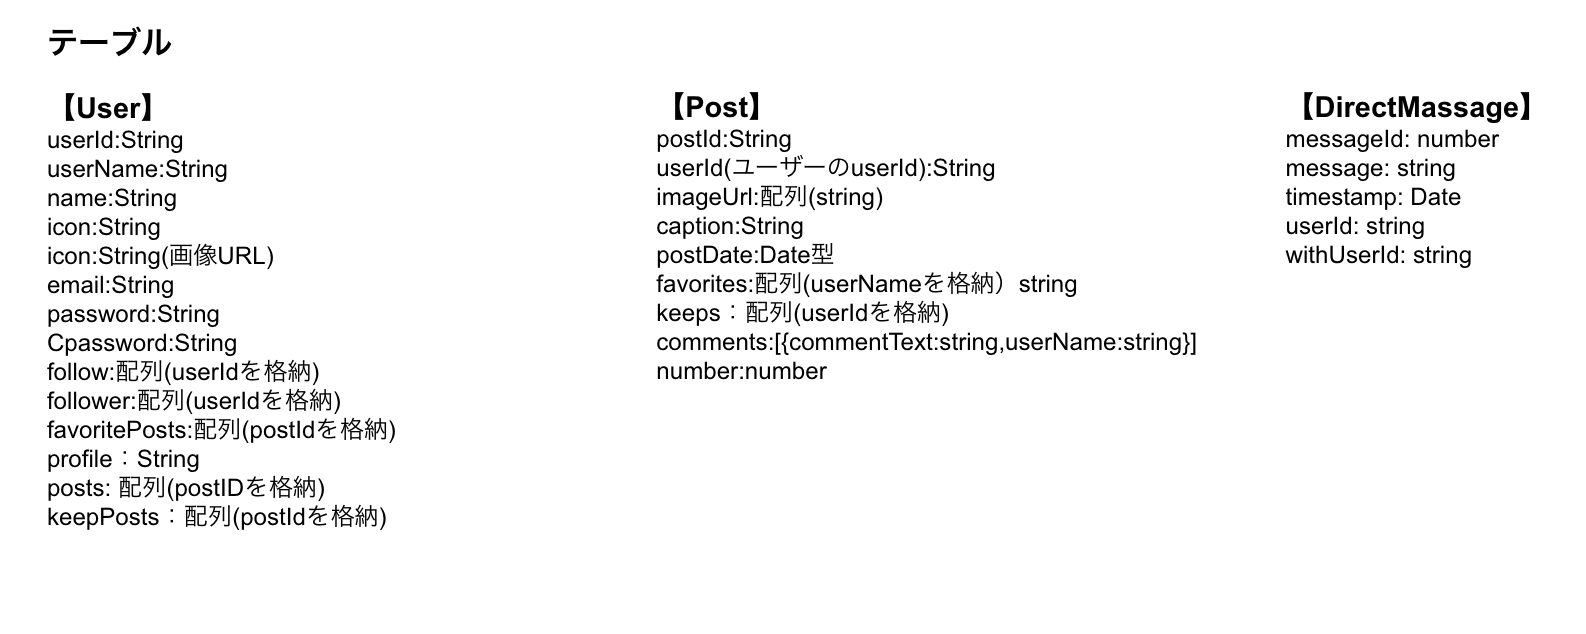 テーブル
【User】
userId:String
userName:String
name:String
icon:String
icon:String(画像URL)
email:String
password:String
Cpassword:String
follow:配列(userIdを格納)
follower:配列(userIdを格納)
favoritePosts:配列(postIdを格納)
profile：String
posts: 配列(postIDを格納)
keepPosts：配列(postIdを格納)
【Post】
postId:String
userId(ユーザーのuserId):String
imageUrl:配列(string)
caption:String
postDate:Date型
favorites:配列(userNameを格納）string
keeps：配列(userIdを格納)
comments:[{commentText:string,userName:string}]
number:number
【DirectMassage】
messageId: number
message: string
timestamp: Date
userId: string
withUserId: string